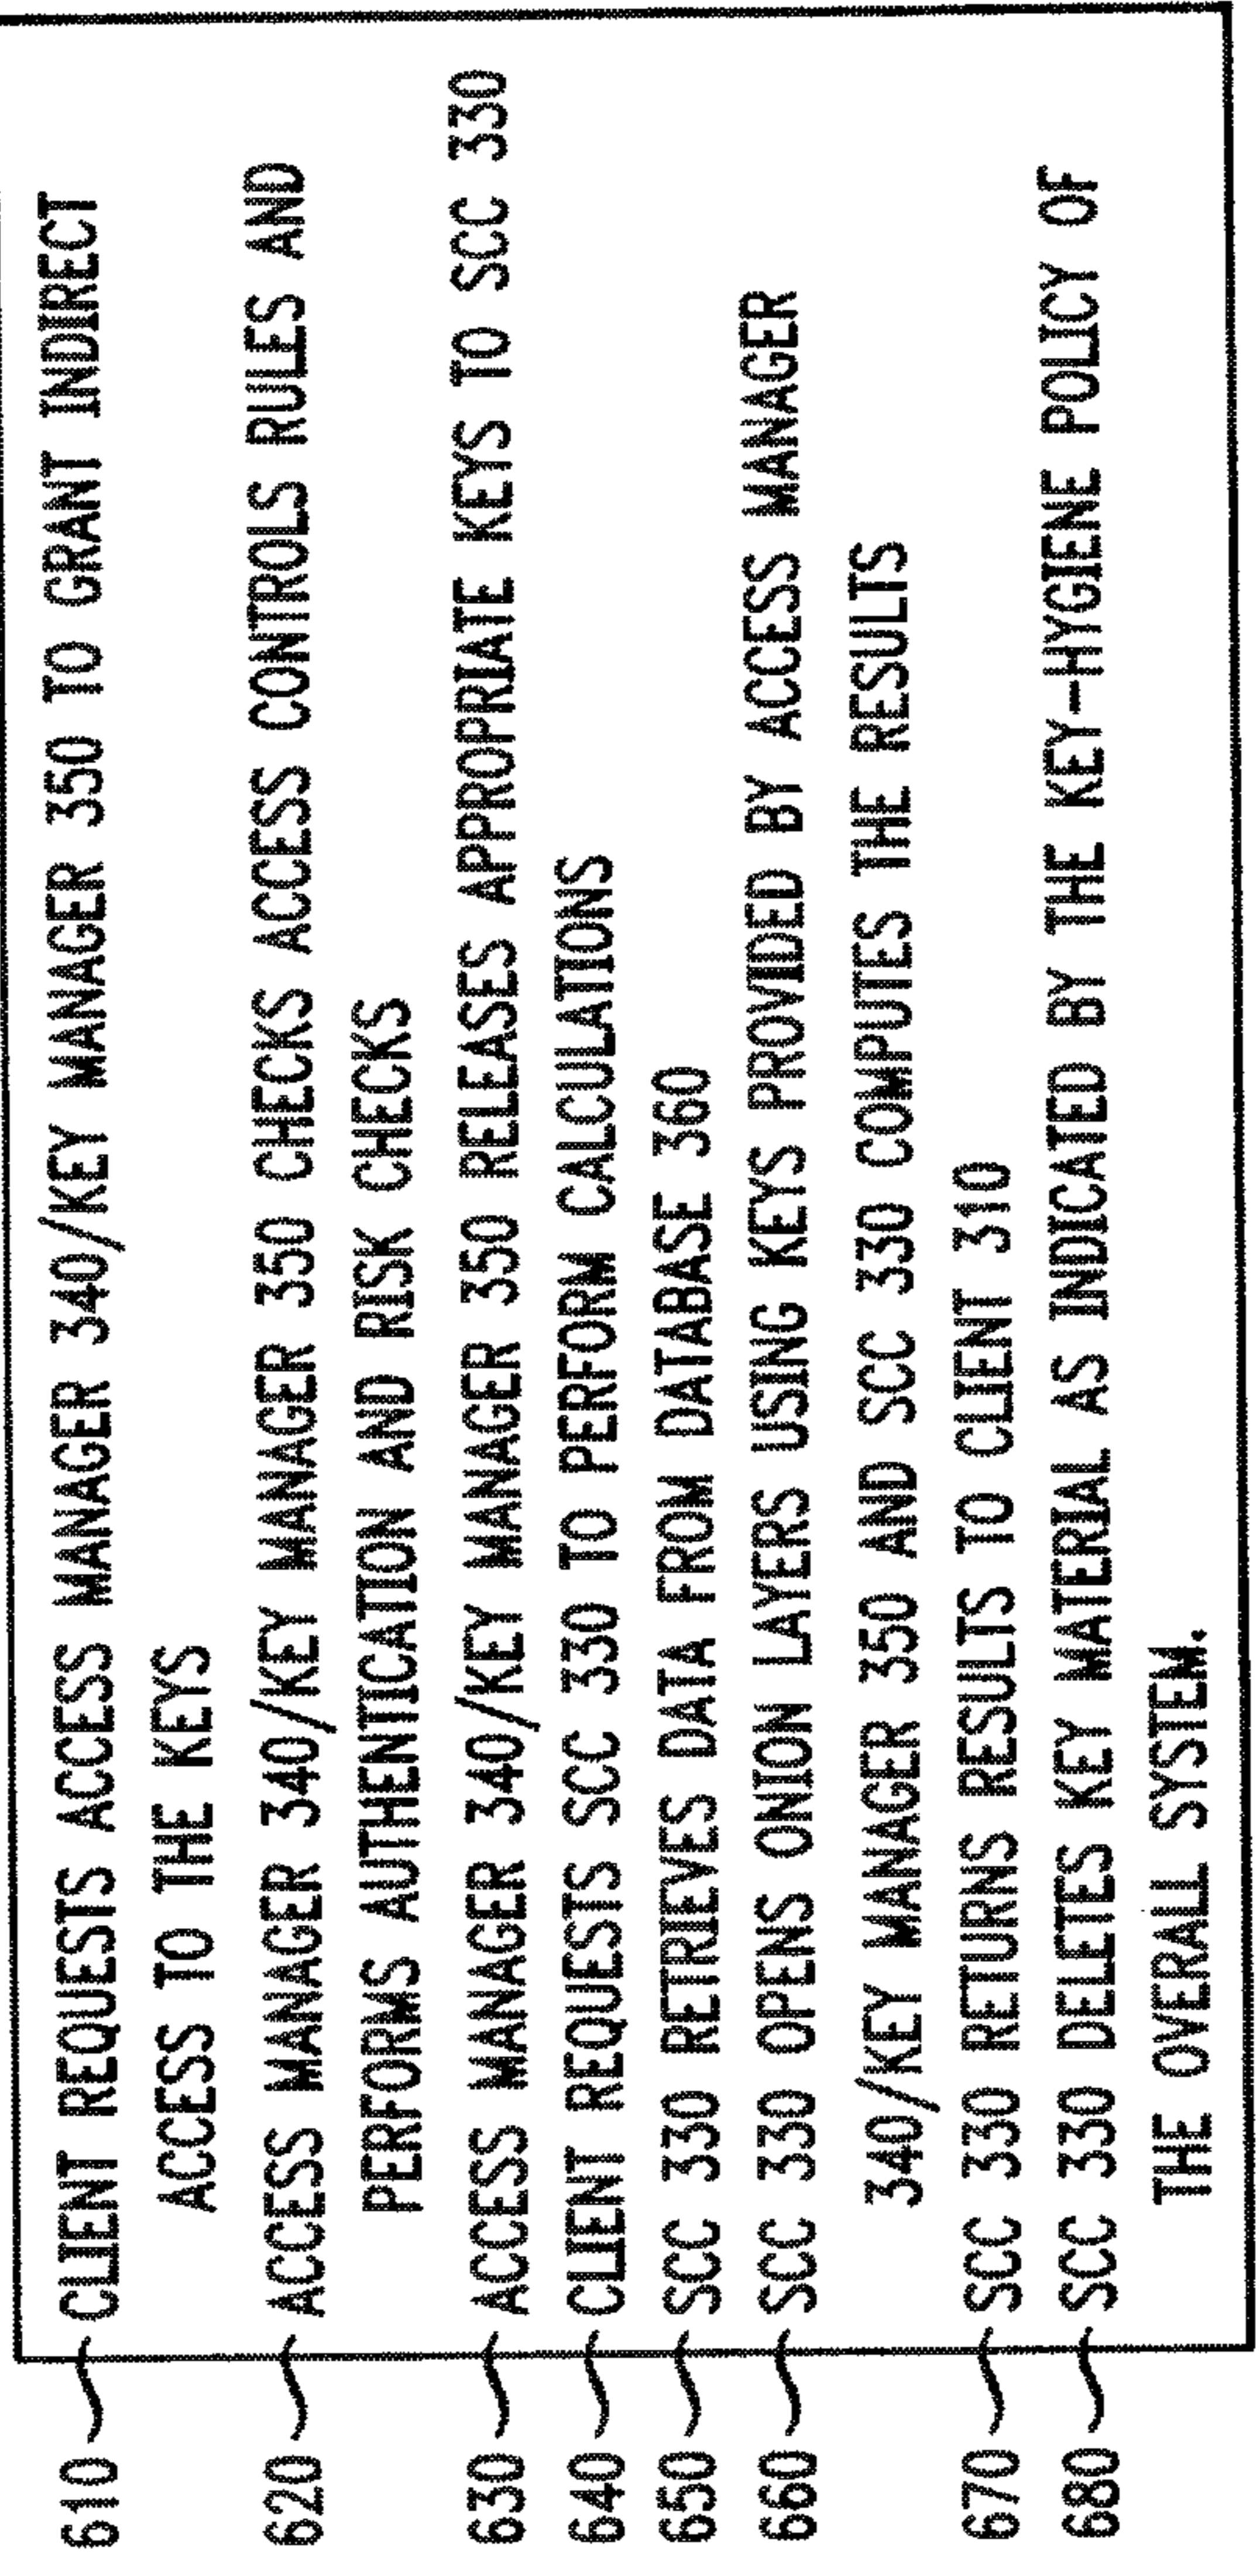 610 CLIENT REQUESTS ACCESS MANAGER 340/KEY MANAGER 350 TO GRANT INDIRECT
ACCESS TO THE KEYS
620 ACCESS MANAGER 340/KEY MANAGER 350 CHECKS ACCESS CONTROLS RULES AND
PERFORMS AUTHENTICATION AND RISK CHECKS
630 ACCESS MANAGER 340/KEY MANAGER 350 RELEASES APPROPRIATE KEYS TO SCC 330
640 CLIENT REQUESTS SCC 330 TO PERFORM CALCULATIONS
650 SCC 330 RETRIEVES DATA FROM DATABASE 360
660 SCC 330 OPENS ONION LAYERS USING KEYS PROVIDED BY ACCESS MANAGER
340/KEY MANAGER 350 AND SCC 330 COMPUTES THE RESULTS
670 SCC 330 RETURNS RESULTS TO CLIENT 310
680 SCC 330 DELETES KEY MATERIAL AS INDICATED BY THE KEY-HYGIENE POLICY OF
THE OVERALL SYSTEM.